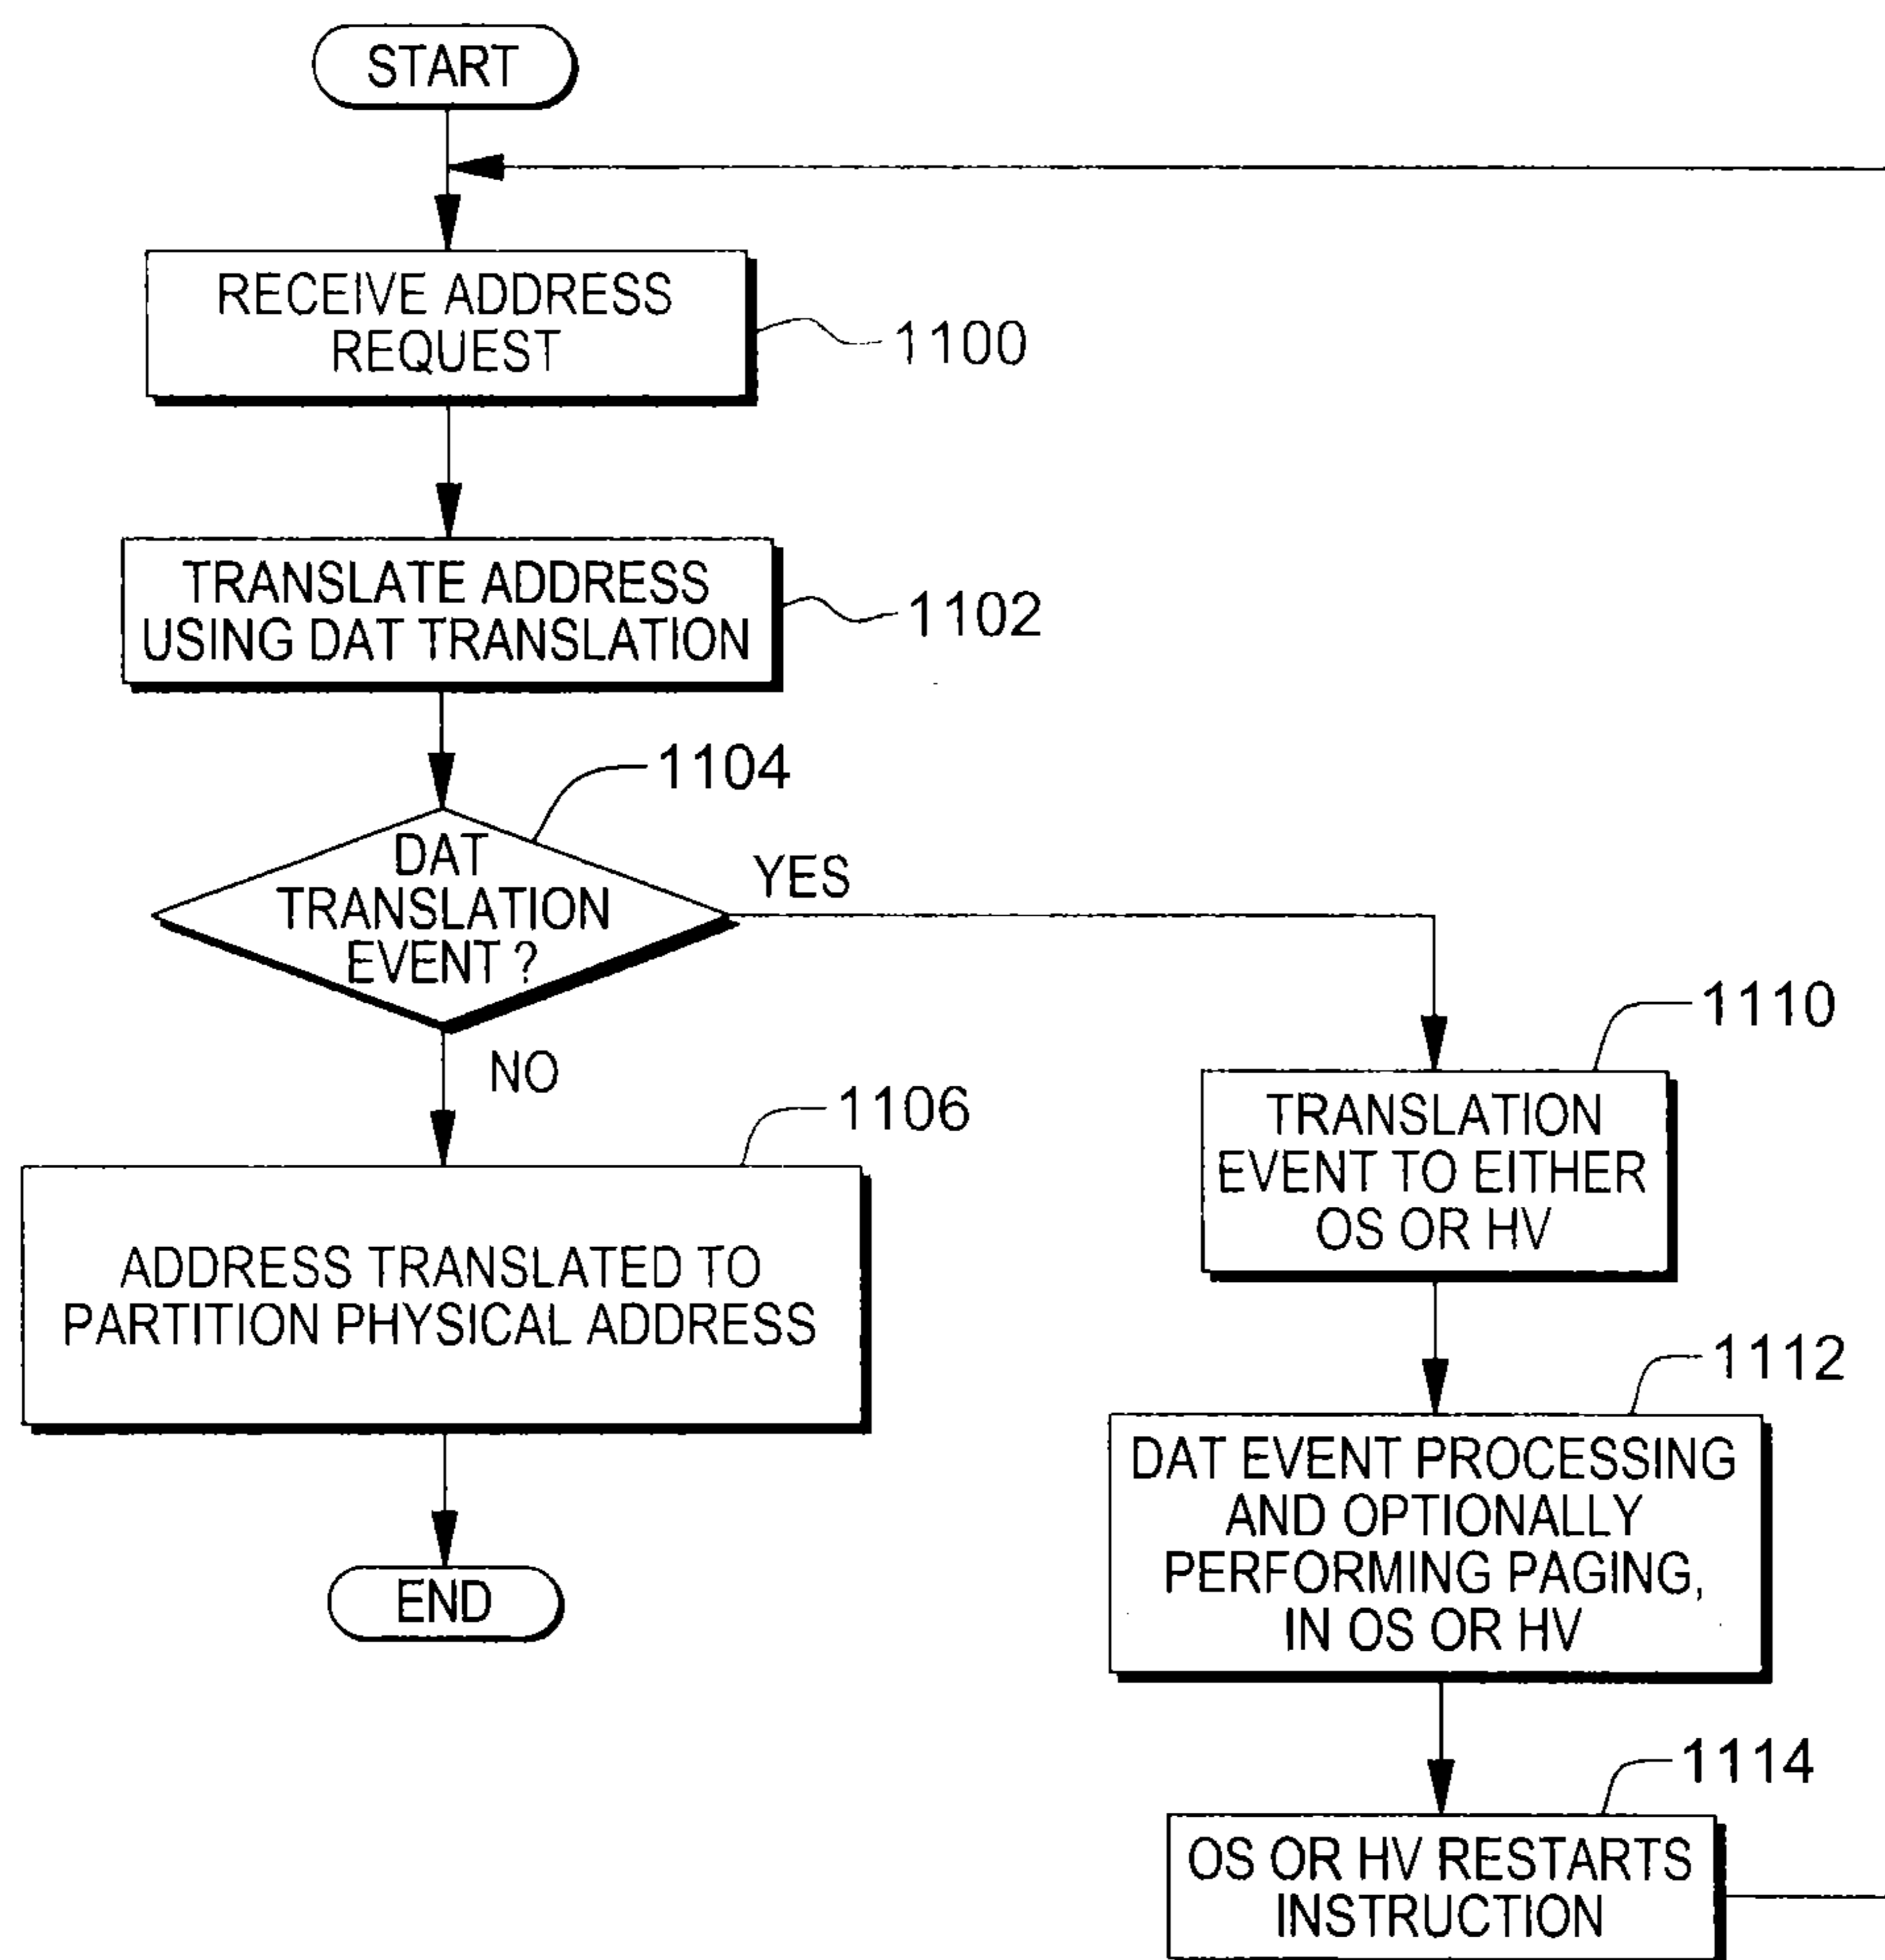 START
RECEIVE ADDRESS
REQUEST
1100
TRANSLATE ADDRESS
USING DAT TRANSLATION
1102
1104
DAT
TRANSLATION
EVENT ?
YES
NO
1106
ADDRESS TRANSLATED TO
PARTITION PHYSICAL ADDRESS
END
1110
TRANSLATION
EVENT TO EITHER
OS OR HV
1112
DAT EVENT PROCESSING
AND OPTIONALLY
PERFORMING PAGING,
IN OS OR HV
1114
OS OR HV RESTARTS
INSTRUCTION